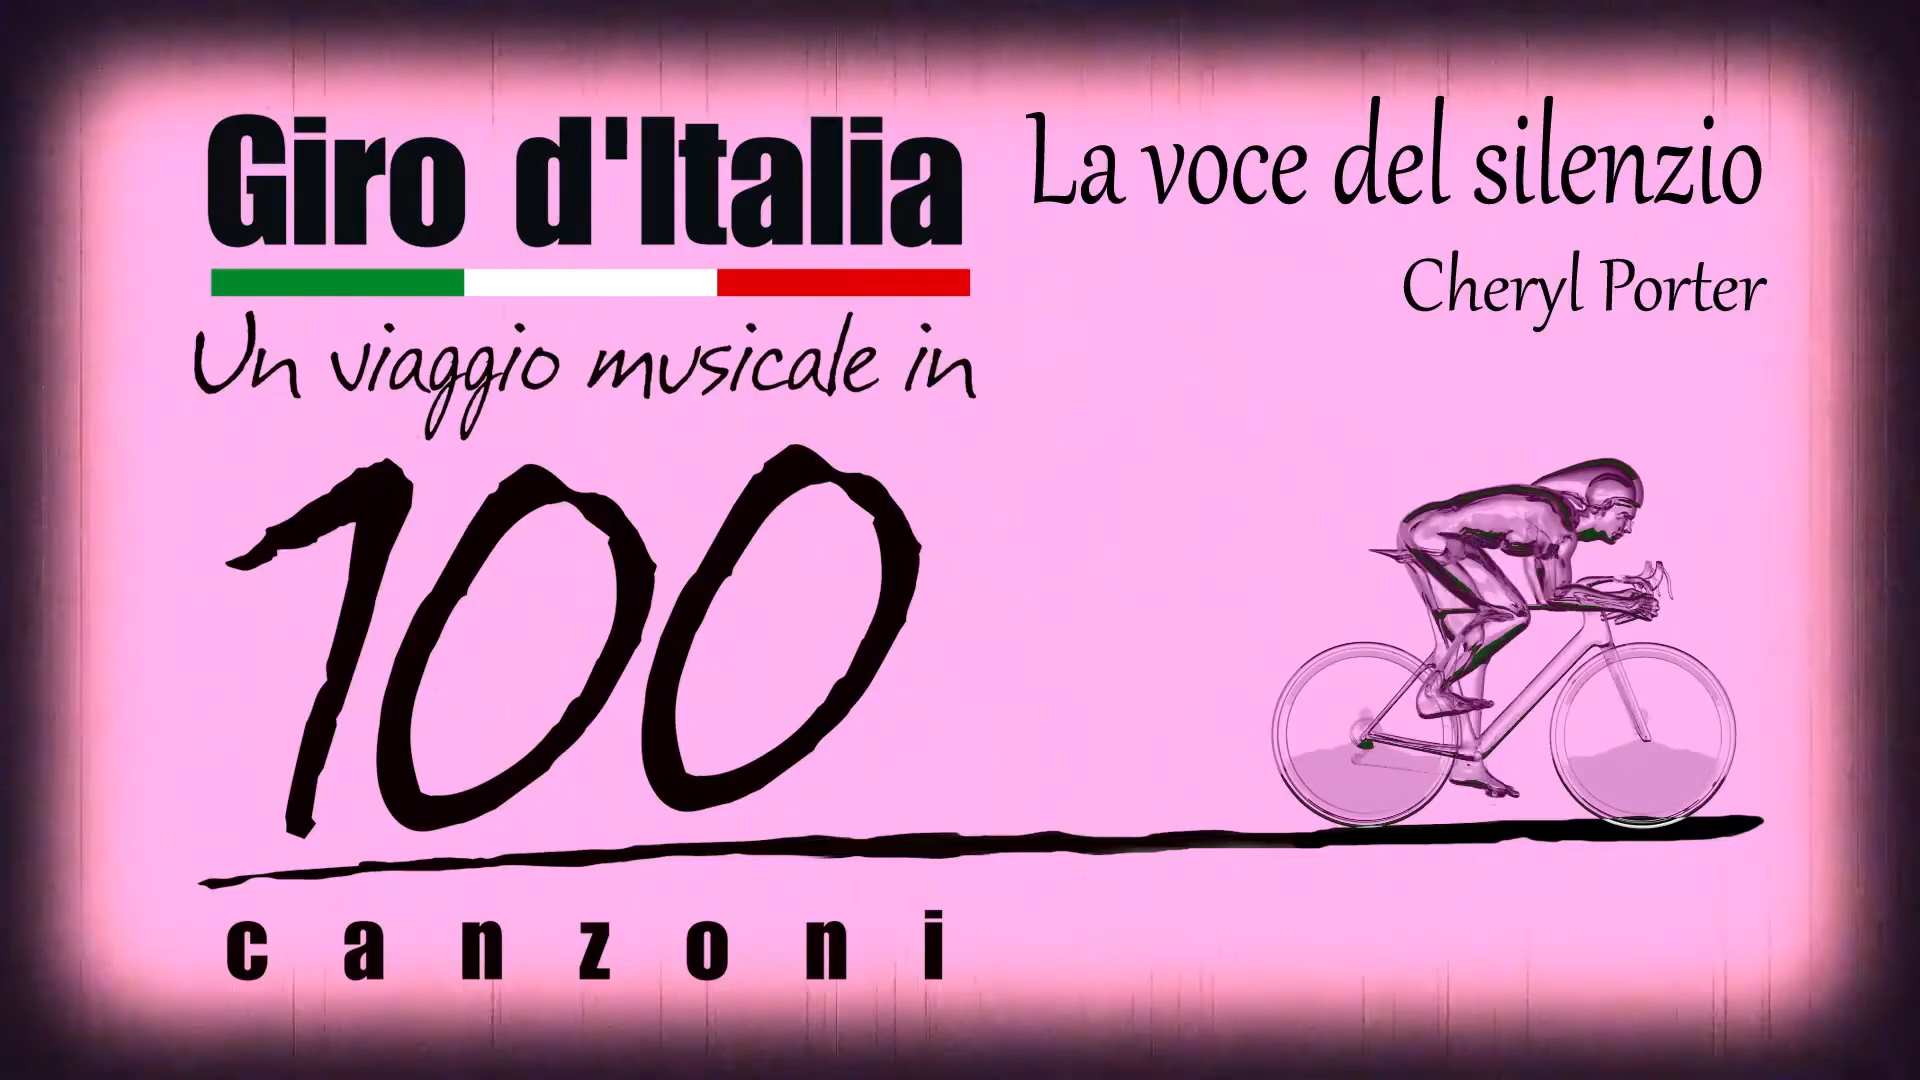 Giro d'Italia
Un viaggio musicale in
100
canzoni
La voce del silenzio
Cheryl Porter